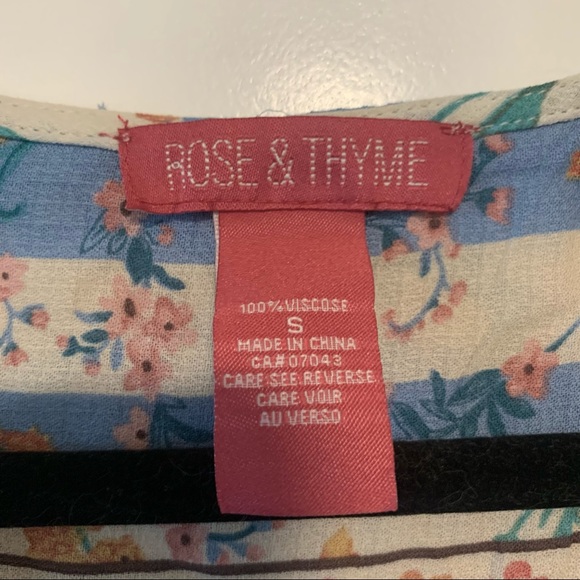 ROSE & THYME
100% VISCOSE
S
MADE IN CHINA
CA#07043
CARE SEE REVERSE
CARE VOIR
AU VERSO